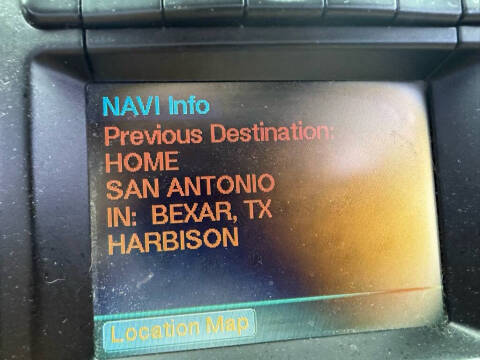 NAVI Info
Previous Destination:
HOME
SAN ANTONIO
IN: BEXAR, TX
HARBISON
Location Map